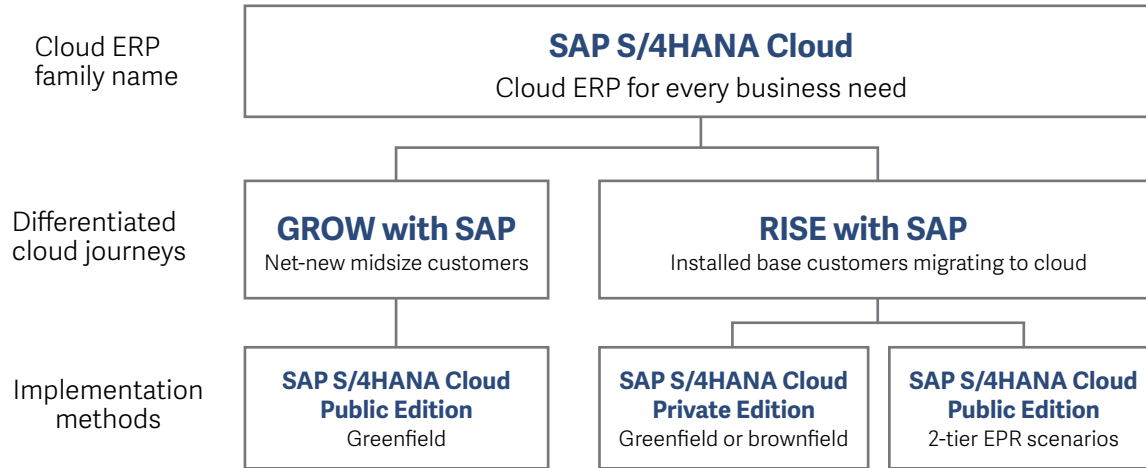 Cloud ERP
family name
SAP S/4HANA Cloud
Cloud ERP for every business need
Differentiated
cloud journeys
GROW with SAP
Net-new midsize customers
RISE with SAP
Installed base customers migrating to cloud
Implementation
methods
SAP S/4HANA Cloud
Public Edition
Greenfield
SAP S/4HANA Cloud
Private Edition
Greenfield or brownfield
SAP S/4HANA Cloud
Public Edition
2-tier EPR scenarios